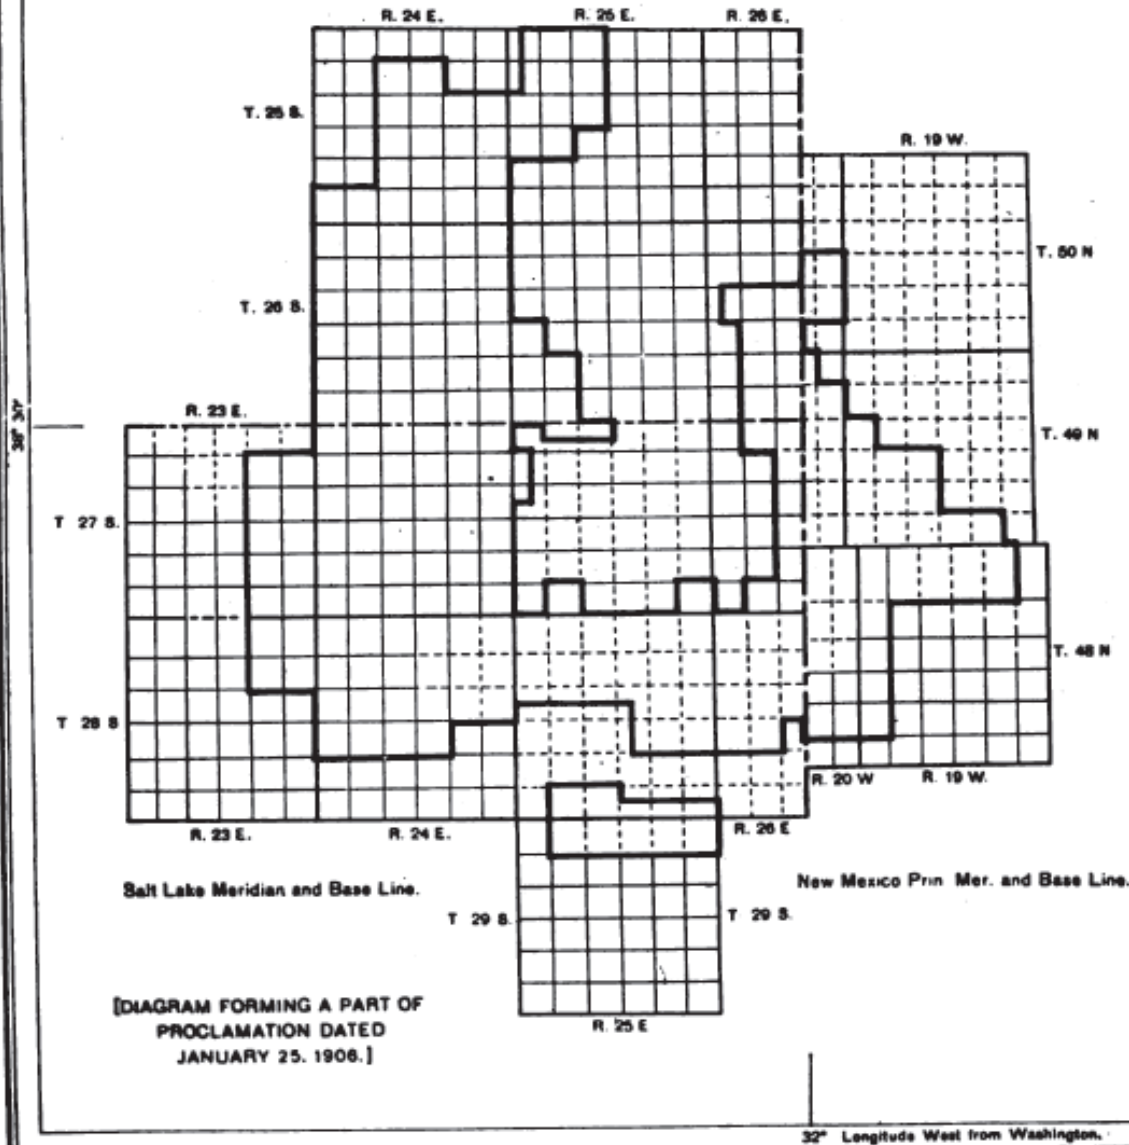 R. 24 E.
R. 25 E.
R. 26 E.
T. 25 S.
R. 19 W.
T. 50 N
T. 26 S.
38° 30'
R. 23 E.
T. 49 N
T 27 S.
T. 48 N
T 28 S
R. 20 W
R. 19 W.
R. 23 E.
R. 24 E.
R. 26 E
Salt Lake Meridian and Base Line.
New Mexico Prin Mer. and Base Line.
T 29 S.
T 29 S.
[DIAGRAM FORMING A PART OF
PROCLAMATION DATED
JANUARY 25. 1906.]
R. 25 E
32° Longitude West from Washington.